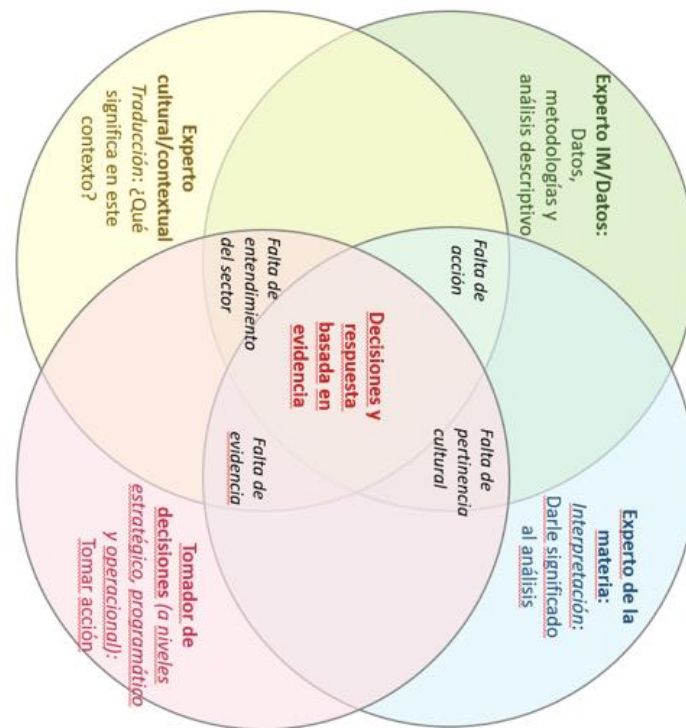 Experto IM/Datos:
Datos,
metodologías y
análisis descriptivo
Experto de la
materia:
Interpretación:
Darle significado
al análisis
Experto
cultural/contextual
Traducción: ¿Qué
significa en este
contexto?
Tomador de
decisiones (a niveles
estratégico, programático
y operacional):
Tomar acción
Falta de
acción
Falta de
pertinencia
cultural
Decisiones y
respuesta
basada en
evidencia
Falta de
entendimiento
del sector
Falta de
evidencia